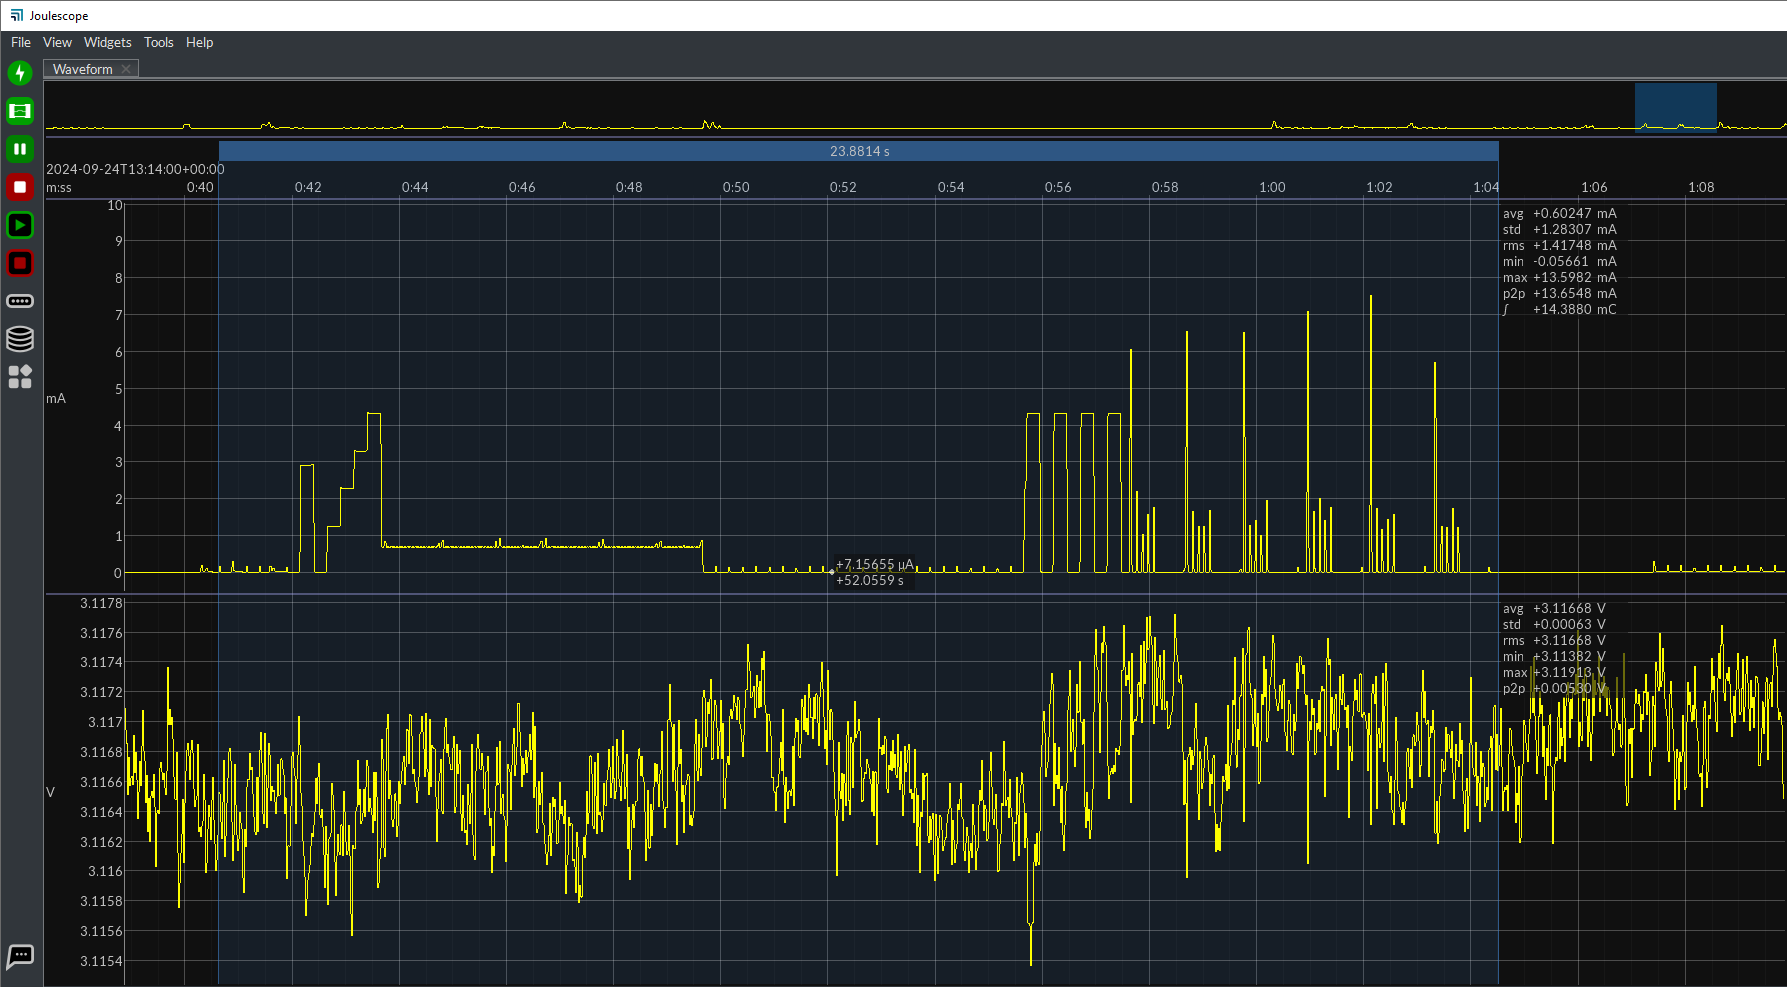 Joulescope
File View Widgets Tools Help
Waveform
23.8814 s
2024-09-24T13:14:00+00:00
m:ss 0:40 0:42 0:44 0:46 0:48 0:50 0:52 0:54 0:56 0:58 1:00 1:02 1:04 1:06 1:08
10
9
8
7
6
5
4
3
2
1
0
mA
avg +0.60247 mA
std +1.28307 mA
rms +1.41748 mA
min -0.05661 mA
max +13.5982 mA
p2p +13.6548 mA
∫ +14.3880 mC
+7.15655 µA
+52.0559 s
3.1178
3.1176
3.1174
3.1172
3.117
3.1168
3.1166
3.1164
3.1162
3.116
3.1158
3.1156
3.1154
V
avg +3.11668 V
std +0.00063 V
rms +3.11668 V
min +3.11382 V
max +3.11913 V
p2p +0.00530 V